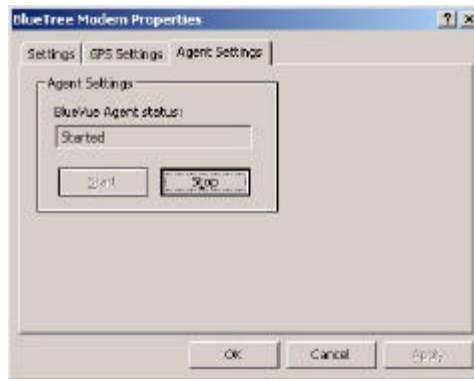 BlueTree Modem Properties
Settings GPS Settings Agent Settings
Agent Settings
BlueVue Agent status:
Started
Start Stop
OK Cancel Apply